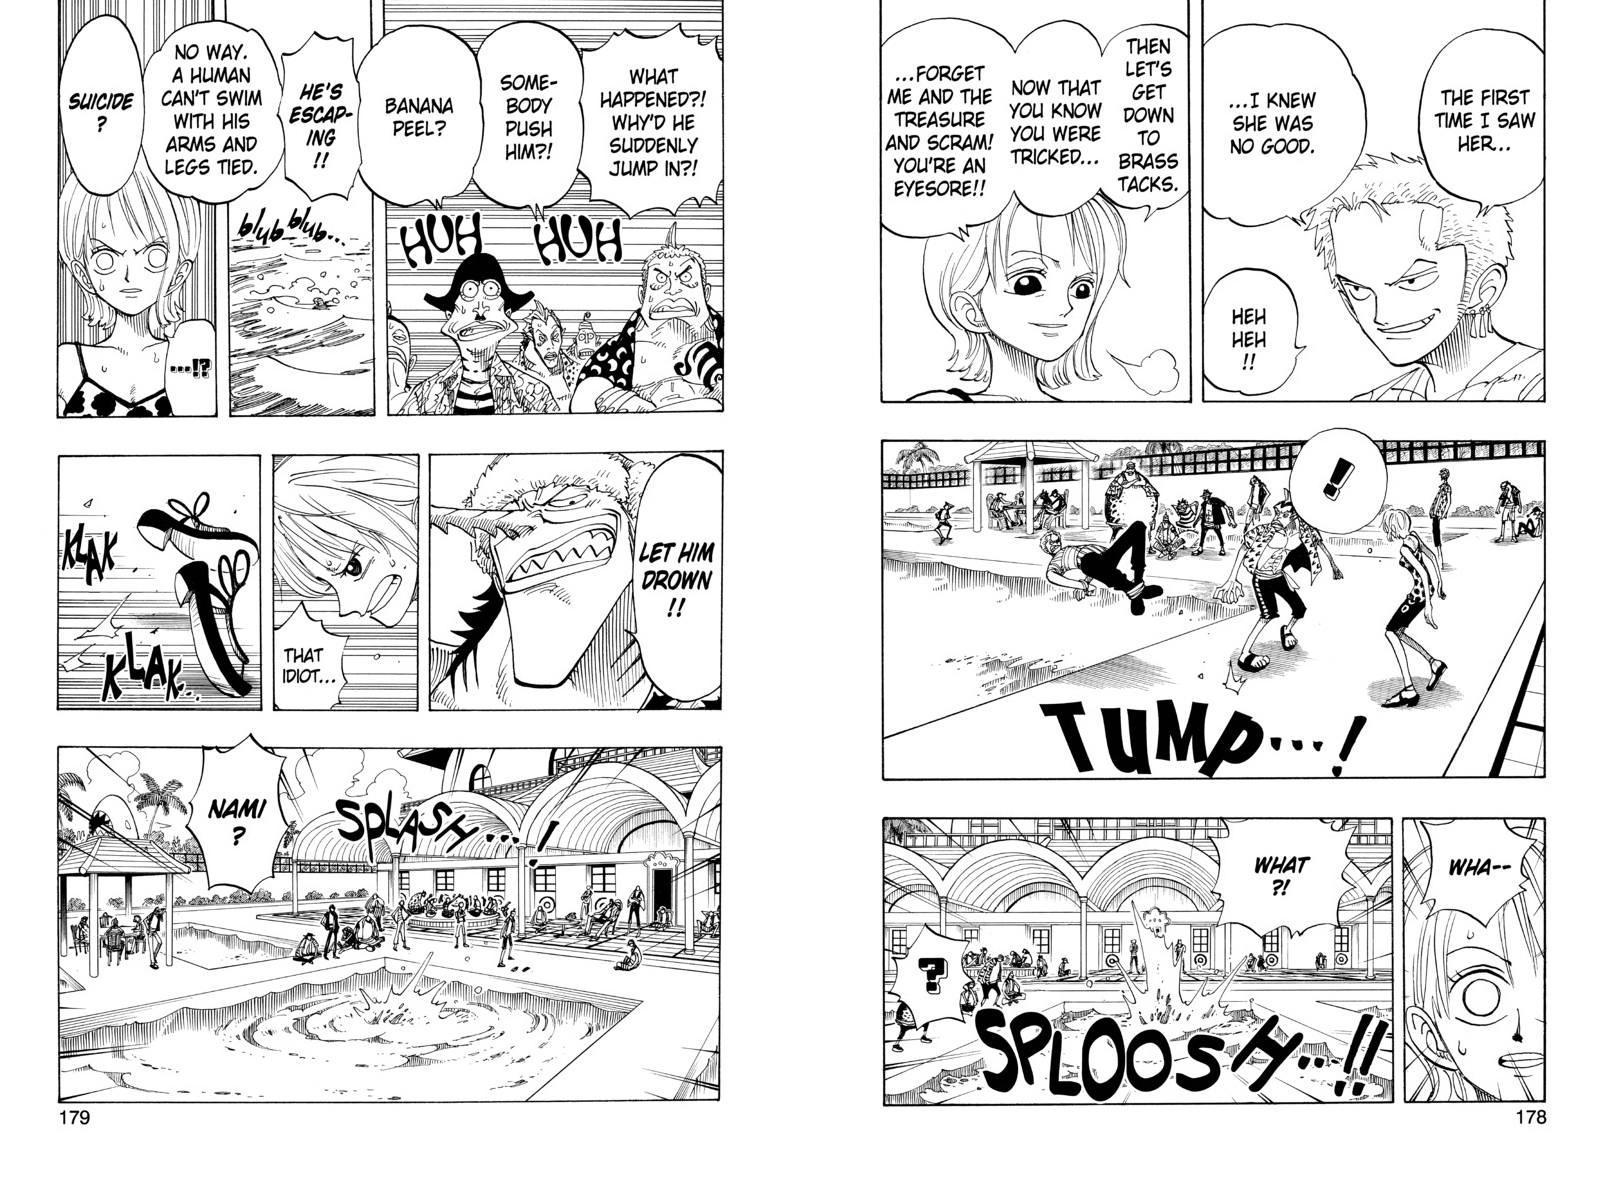 THE FIRST
TIME I SAW
HER...
...I KNEW
SHE WAS
NO GOOD.
HEH
HEH
!!
THEN
LET'S
GET
DOWN
TO
BRASS
TACKS.
NOW THAT
YOU KNOW
YOU WERE
TRICKED...
...FORGET
ME AND THE
TREASURE
AND SCRAM!
YOU'RE AN
EYESORE!!
!
TUMP...!
WHA--
WHAT
?!
?
SPLOOSH...!!
178
WHAT
HAPPENED?!
WHY'D HE
SUDDENLY
JUMP IN?!
SOME-
BODY
PUSH
HIM?!
BANANA
PEEL?
HUH
HUH
HE'S
ESCAP-
ING
!!
blub blub...
NO WAY.
A HUMAN
CAN'T SWIM
WITH HIS
ARMS AND
LEGS TIED.
SUICIDE
?
...!?
LET HIM
DROWN
!!
THAT
IDIOT...
KLAK
KLAK...
NAMI
?
SPLASH...!
179